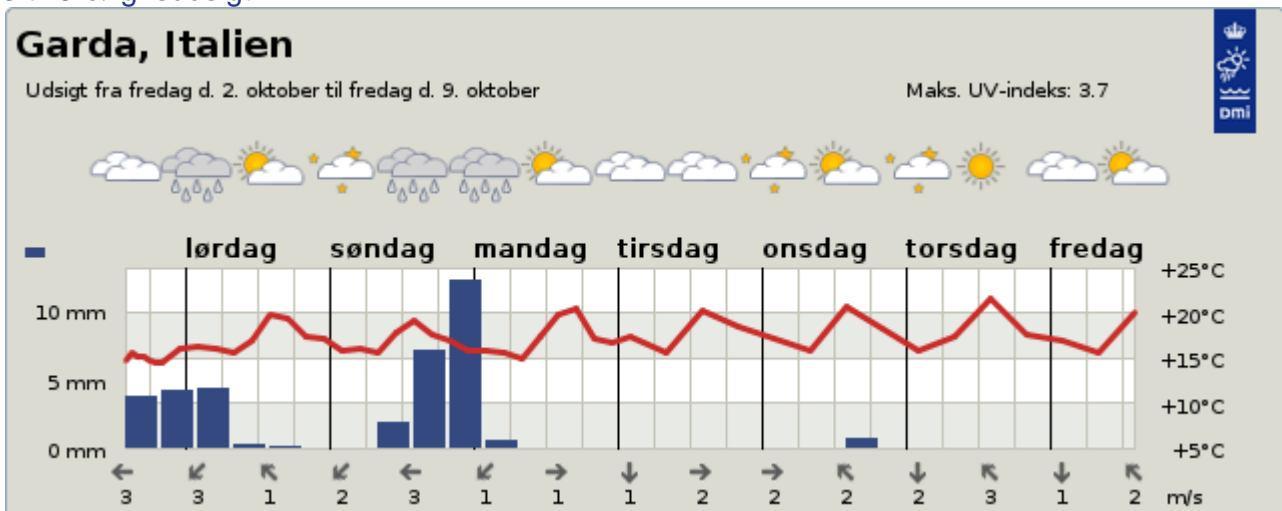 Garda, Italien
Udsigt fra fredag d. 2. oktober til fredag d. 9. oktober
Maks. UV-indeks: 3.7
DMI
lørdag søndag mandag tirsdag onsdag torsdag fredag
+25°C
10 mm +20°C
+15°C
5 mm
+10°C
0 mm +5°C
3 3 1 2 3 1 1 1 2 2 2 2 3 1 2 m/s